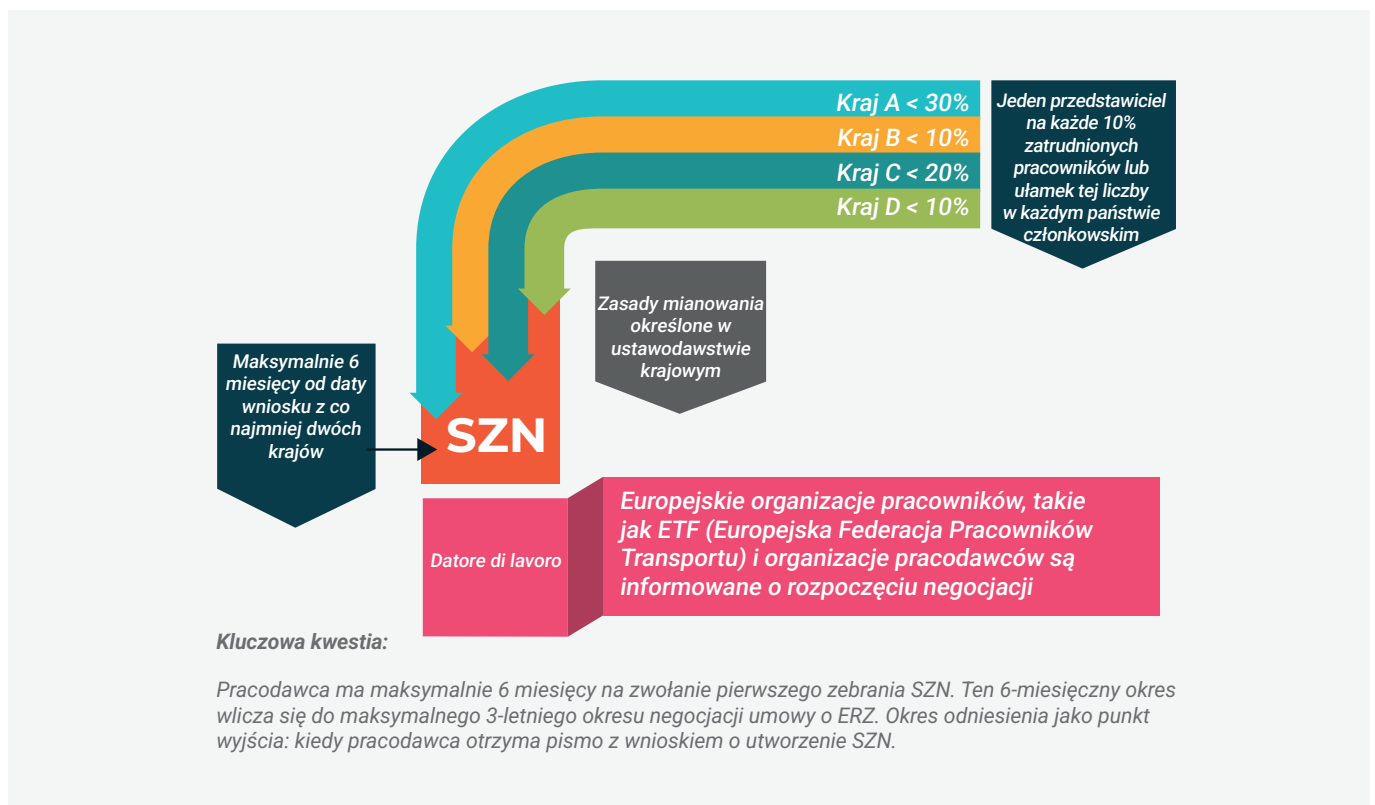 Kraj A < 30%
Kraj B < 10%
Kraj C < 20%
Kraj D < 10%
Jeden przedstawiciel
na każde 10%
zatrudnionych
pracowników lub
ułamek tej liczby
w każdym państwie
członkowskim
Zasady mianowania
określone w
ustawodawstwie
krajowym
Maksymalnie 6
miesięcy od daty
wniosku z co
najmniej dwóch
krajów
SZN
Datore di lavoro
Europejskie organizacje pracowników, takie
jak ETF (Europejska Federacja Pracowników
Transportu) i organizacje pracodawców są
informowane o rozpoczęciu negocjacji
Kluczowa kwestia:
Pracodawca ma maksymalnie 6 miesięcy na zwołanie pierwszego zebrania SZN. Ten 6-miesięczny okres
wlicza się do maksymalnego 3-letniego okresu negocjacji umowy o ERZ. Okres odniesienia jako punkt
wyjścia: kiedy pracodawca otrzyma pismo z wnioskiem o utworzenie SZN.